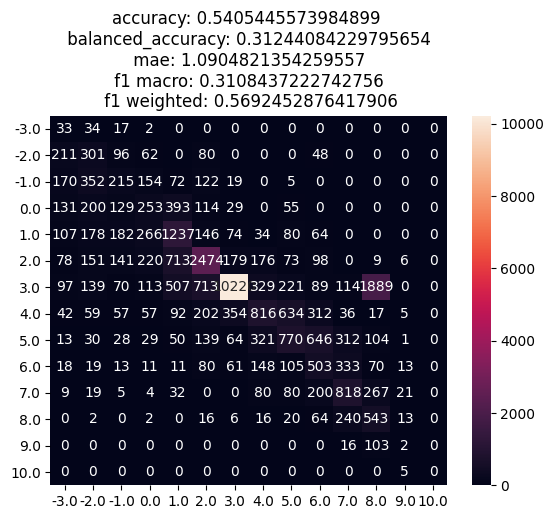 accuracy: 0.5405445573984899
balanced_accuracy: 0.31244084229795654
mae: 1.0904821354259557
f1 macro: 0.3108437222742756
f1 weighted: 0.5692452876417906
-3.0 33 34 17 2 0 0 0 0 0 0 0 0 0 0
-2.0 211 301 96 62 0 80 0 0 0 48 0 0 0 0
-1.0 170 352 215 154 72 122 19 0 5 0 0 0 0 0
0.0 131 200 129 253 393 114 29 0 55 0 0 0 0 0
1.0 107 178 182 266 1237 146 74 34 80 64 0 0 0 0
2.0 78 151 141 220 713 2474 179 176 73 98 0 9 6 0
3.0 97 139 70 113 507 713 022 329 221 89 114 1889 0 0
4.0 42 59 57 57 92 202 354 816 634 312 36 17 5 0
5.0 13 30 28 29 50 139 64 321 770 646 312 104 1 0
6.0 18 19 13 11 11 80 61 148 105 503 333 70 13 0
7.0 9 19 5 4 32 0 0 80 80 200 818 267 21 0
8.0 0 2 0 2 0 16 6 16 20 64 240 543 13 0
9.0 0 0 0 0 0 0 0 0 0 0 16 103 2 0
10.0 0 0 0 0 0 0 0 0 0 0 0 0 5 0
-3.0 -2.0 -1.0 0.0 1.0 2.0 3.0 4.0 5.0 6.0 7.0 8.0 9.0 10.0
10000
8000
6000
4000
2000
0